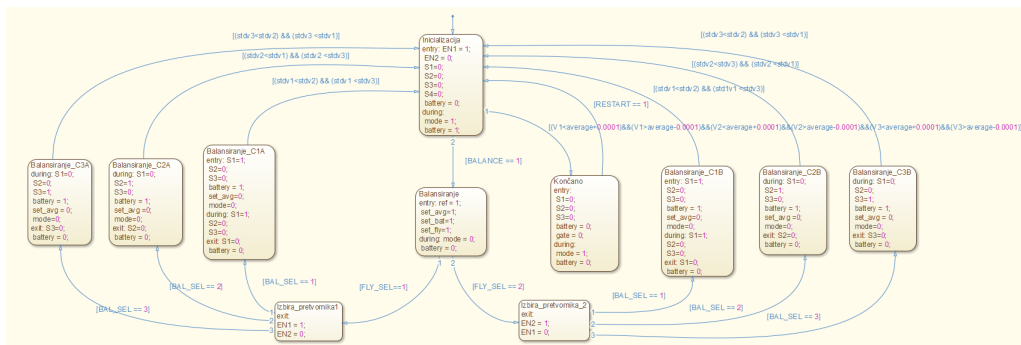 [(stdv3<stdv2) && (stdv3 <stdv1)]
[(stdv2<stdv1) && (stdv2 <stdv3)]
[(stdv1<stdv2) && (stdv1 <stdv3)]
Inicializacija
entry: EN1 = 1;
EN2 = 0;
S1=0;
S2=0;
S3=0;
S4=0;
battery = 0;
during:
mode = 1;
battery = 1;
[(stdv3<stdv2) && (stdv3 <stdv1)]
[(stdv2<stdv3) && (stdv2 <stdv1)]
[(stdv1<stdv2) && (std1v1 <stdv3)]
[RESTART == 1]
1
[(V1<average+0.0001)&&(V1>average-0.0001)&&(V2<average+0.0001)&&(V2>average-0.0001)&&(V3<average+0.0001)&&(V3>average-0.0001)]
2
[BALANCE == 1]
Balansiranje_C3A
during: S1=0;
S2=0;
S3=1;
battery = 1;
set_avg = 0;
mode=0;
exit: S3=0;
battery = 0;
Balansiranje_C2A
during: S1=0;
S2=1;
S3=0;
battery = 1;
set_avg=0;
mode=0;
exit: S2=0;
battery = 0;
Balansiranje_C1A
entry: S1=1;
S2=0;
S3=0;
battery = 1;
set_avg=0;
mode=0;
during: S1=1;
S2=0;
S3=0;
exit: S1=0;
battery = 0;
Balansiranje
entry: ref = 1;
set_avg=1;
set_bat=1;
set_fly=1;
during: mode = 0;
battery = 0;
1
2
Končano
entry:
S1=0;
S2=0;
S3=0;
battery = 0;
gate = 0;
during:
mode = 1;
battery = 0;
Balansiranje_C1B
entry: S1=1;
S2=0;
S3=0;
battery = 1;
set_avg=0;
mode=0;
during: S1=1;
S2=0;
S3=0;
exit: S1=0;
battery = 0;
Balansiranje_C2B
during: S1=0;
S2=1;
S3=0;
battery = 1;
set_avg =0;
mode=0;
exit: S2=0;
battery = 0;
Balansiranje_C3B
during: S1=0;
S2=0;
S3=1;
battery = 1;
set_avg = 0;
mode=0;
exit: S3=0;
battery = 0;
[BAL_SEL == 3]
[BAL_SEL == 2]
[BAL_SEL == 1]
[FLY_SEL==1]
[FLY_SEL == 2]
[BAL_SEL == 1]
[BAL_SEL == 2]
[BAL_SEL == 3]
Izbira_pretvornika1
exit:
EN1 = 1;
EN2 = 0;
1
2
3
Izbira_pretvornika_2
exit:
EN2 = 1;
EN1 = 0;
1
2
3